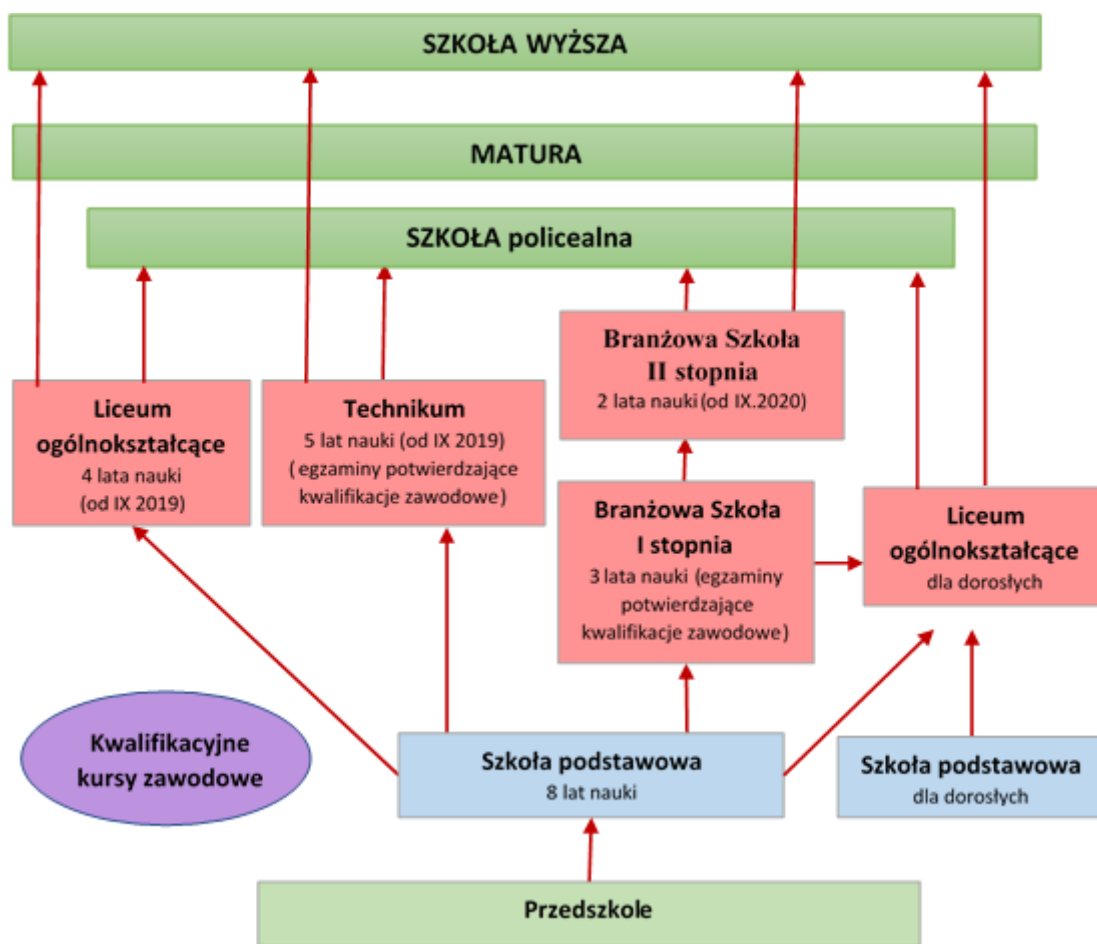 SZKOŁA WYŻSZA
MATURA
SZKOŁA policealna
Branżowa Szkoła
II stopnia
2 lata nauki (od IX.2020)
Liceum
ogólnokształcące
4 lata nauki
(od IX 2019)
Technikum
5 lat nauki (od IX 2019)
( egzaminy potwierdzające
kwalifikacje zawodowe)
Branżowa Szkoła
I stopnia
3 lata nauki (egzaminy
potwierdzające
kwalifikacje zawodowe)
Liceum
ogólnokształcące
dla dorosłych
Kwalifikacyjne
kursy zawodowe
Szkoła podstawowa
8 lat nauki
Szkoła podstawowa
dla dorosłych
Przedszkole